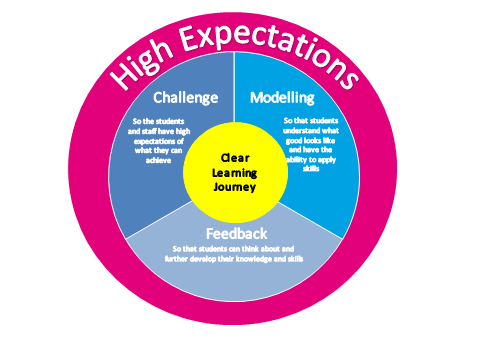 High Expectations
Challenge
So the students
and staff have high
expectations of
what they can
achieve
Modelling
So that students
understand what
good looks like
and have the
ability to apply
skills
Clear
Learning
Journey
Feedback
So that students can think about and
further develop their knowledge and skills